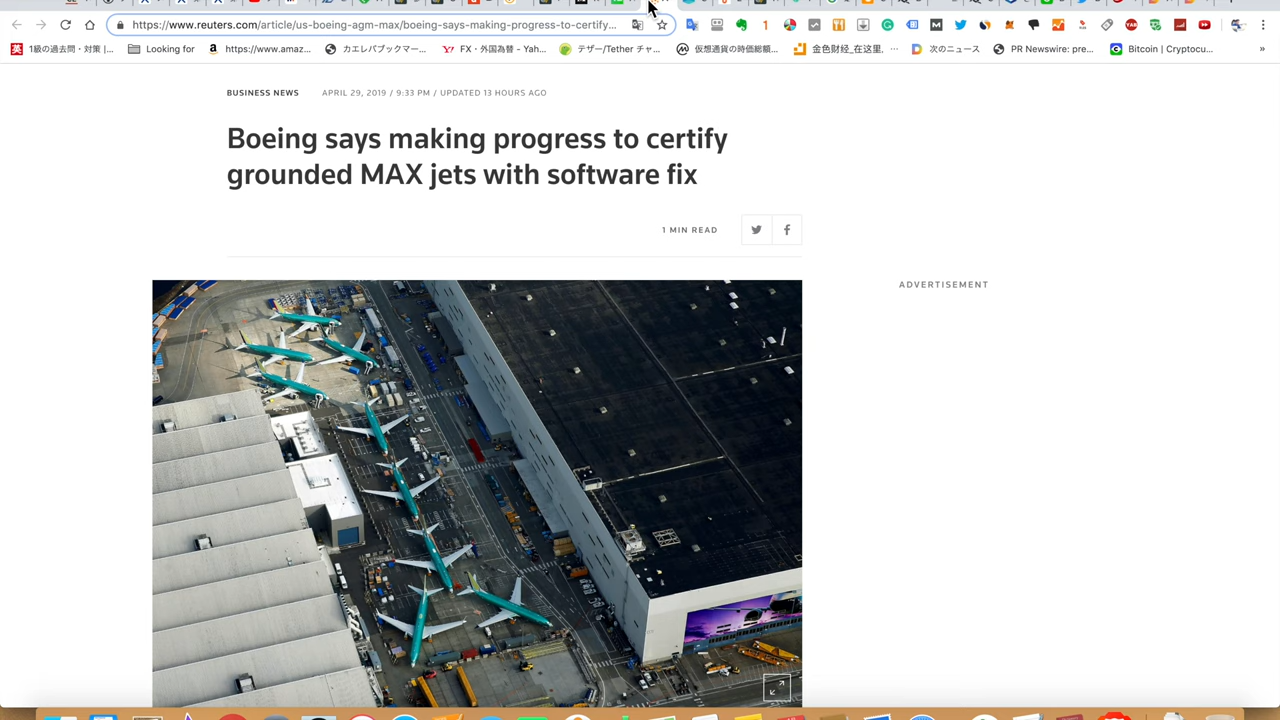 https://www.reuters.com/article/us-boeing-agm-max/boeing-says-making-progress-to-certify...
1級の過去問・対策 |...
Looking for
https://www.amaz...
カエレバブックマー...
FX・外国為替 - Yah...
テザー/Tether チャ...
仮想通貨の時価総額...
金色财经_在这里, ...
次のニュース
PR Newswire: pre...
Bitcoin | Cryptocu...
»
BUSINESS NEWS
APRIL 29, 2019 / 9:33 PM / UPDATED 13 HOURS AGO
Boeing says making progress to certify
grounded MAX jets with software fix
1 MIN READ
ADVERTISEMENT